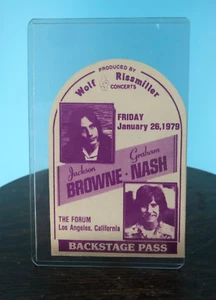 PRODUCED BY
Wolf & Rissmiller
CONCERTS
FRIDAY
January 26, 1979
Jackson Graham
BROWNE · NASH
THE FORUM
Los Angeles, California
BACKSTAGE PASS